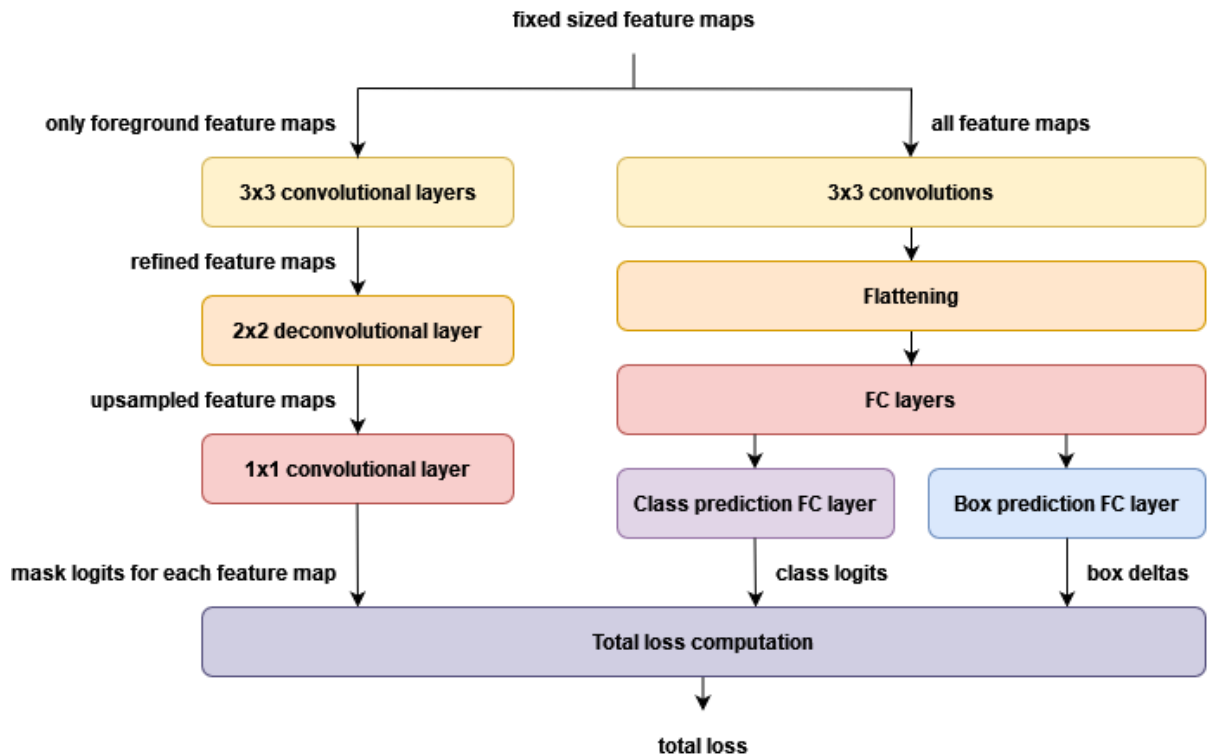 fixed sized feature maps
only foreground feature maps
all feature maps
3x3 convolutional layers
3x3 convolutions
refined feature maps
Flattening
2x2 deconvolutional layer
upsampled feature maps
FC layers
1x1 convolutional layer
Class prediction FC layer
Box prediction FC layer
mask logits for each feature map
class logits
box deltas
Total loss computation
total loss